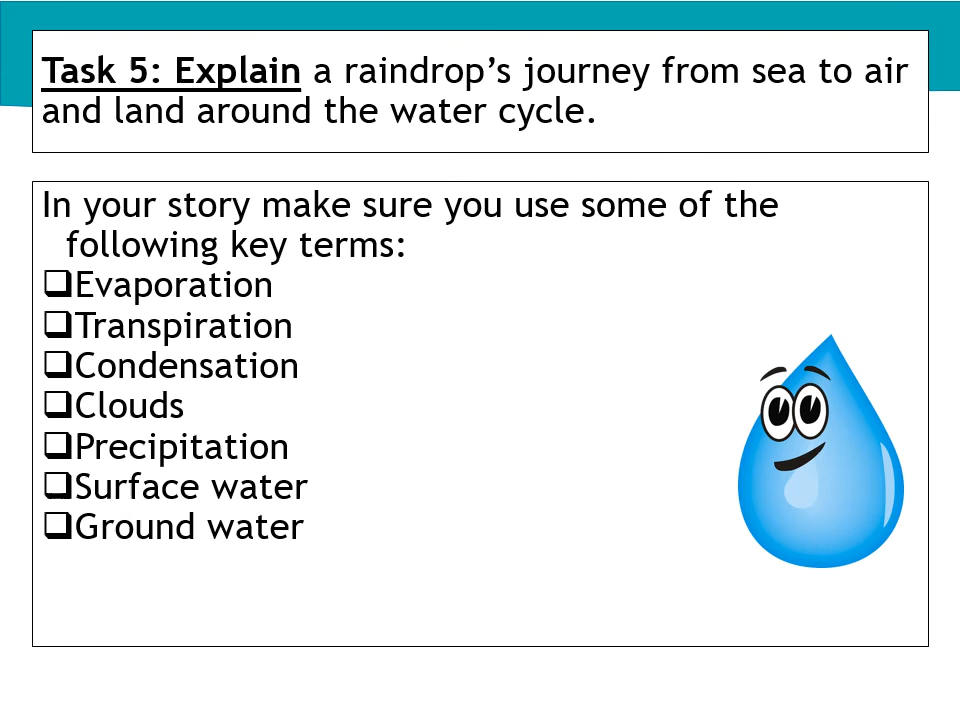 Task 5: Explain a raindrop’s journey from sea to air
and land around the water cycle.
In your story make sure you use some of the
following key terms:
❑Evaporation
❑Transpiration
❑Condensation
❑Clouds
❑Precipitation
❑Surface water
❑Ground water